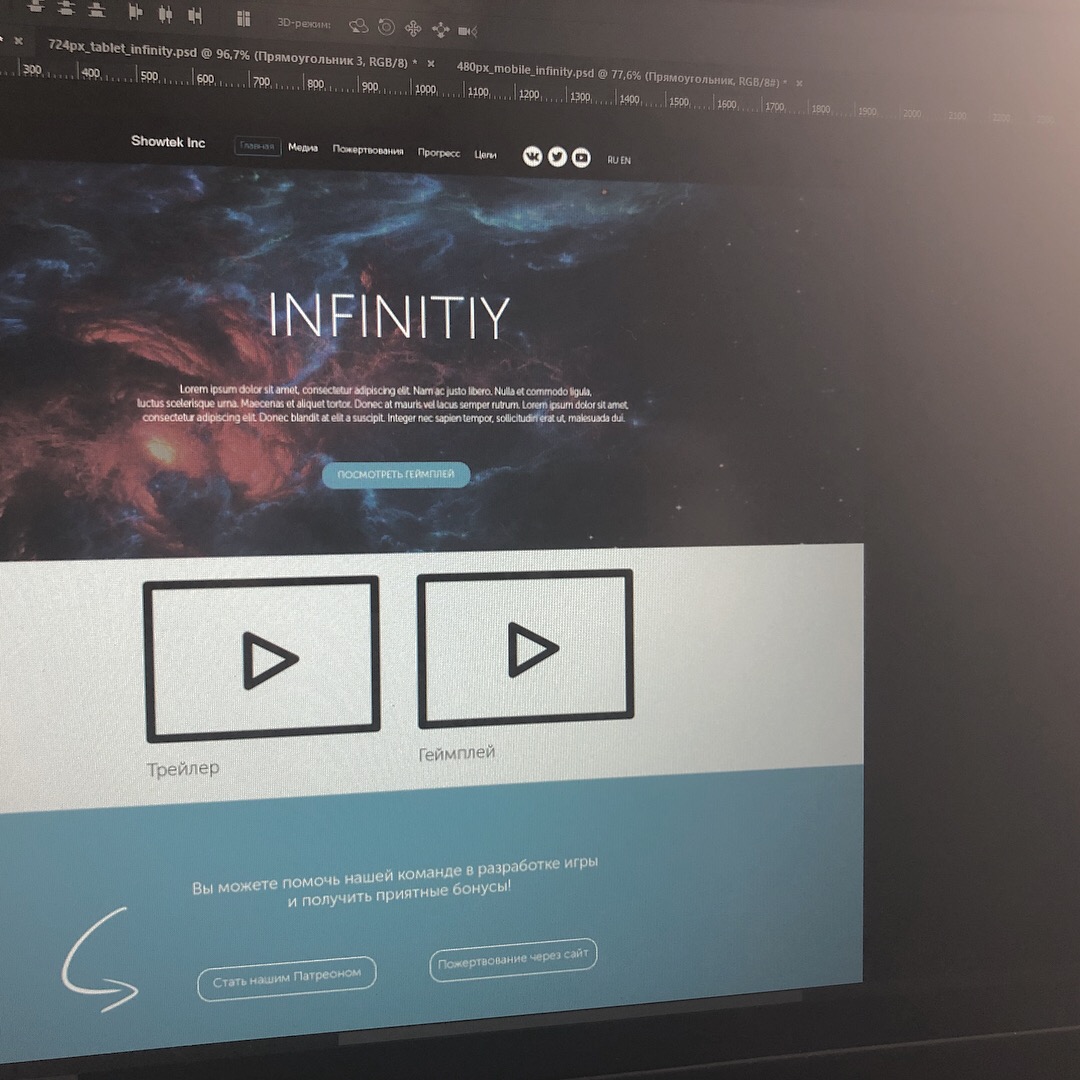 3D-режим:
724px_tablet_infinity.psd @ 96,7% (Прямоугольник 3, RGB/8) * ×
480px_mobile_infinity.psd @ 77,6% (Прямоугольник, RGB/8#) * ×
300 400 500 600 700 800 900 1000 1100 1200 1300 1400 1500 1600 1700 1800 1900 2000 2100 2200
Showtek Inc Главная Медиа Пожертвования Прогресс Цели RU EN
INFINITIY
Lorem ipsum dolor sit amet, consectetur adipiscing elit. Nam ac justo libero. Nulla et commodo ligula,
luctus scelerisque urna. Maecenas et aliquet tortor. Donec at mauris vel lacus semper rutrum. Lorem ipsum dolor sit amet,
consectetur adipiscing elit. Donec blandit at elit a suscipit. Integer nec sapien tempor, sollicitudin erat ut, malesuada dui.
ПОСМОТРЕТЬ ГЕЙМПЛЕЙ
Трейлер
Геймплей
Вы можете помочь нашей команде в разработке игры
и получить приятные бонусы!
Стать нашим Патреоном
Пожертвование через сайт